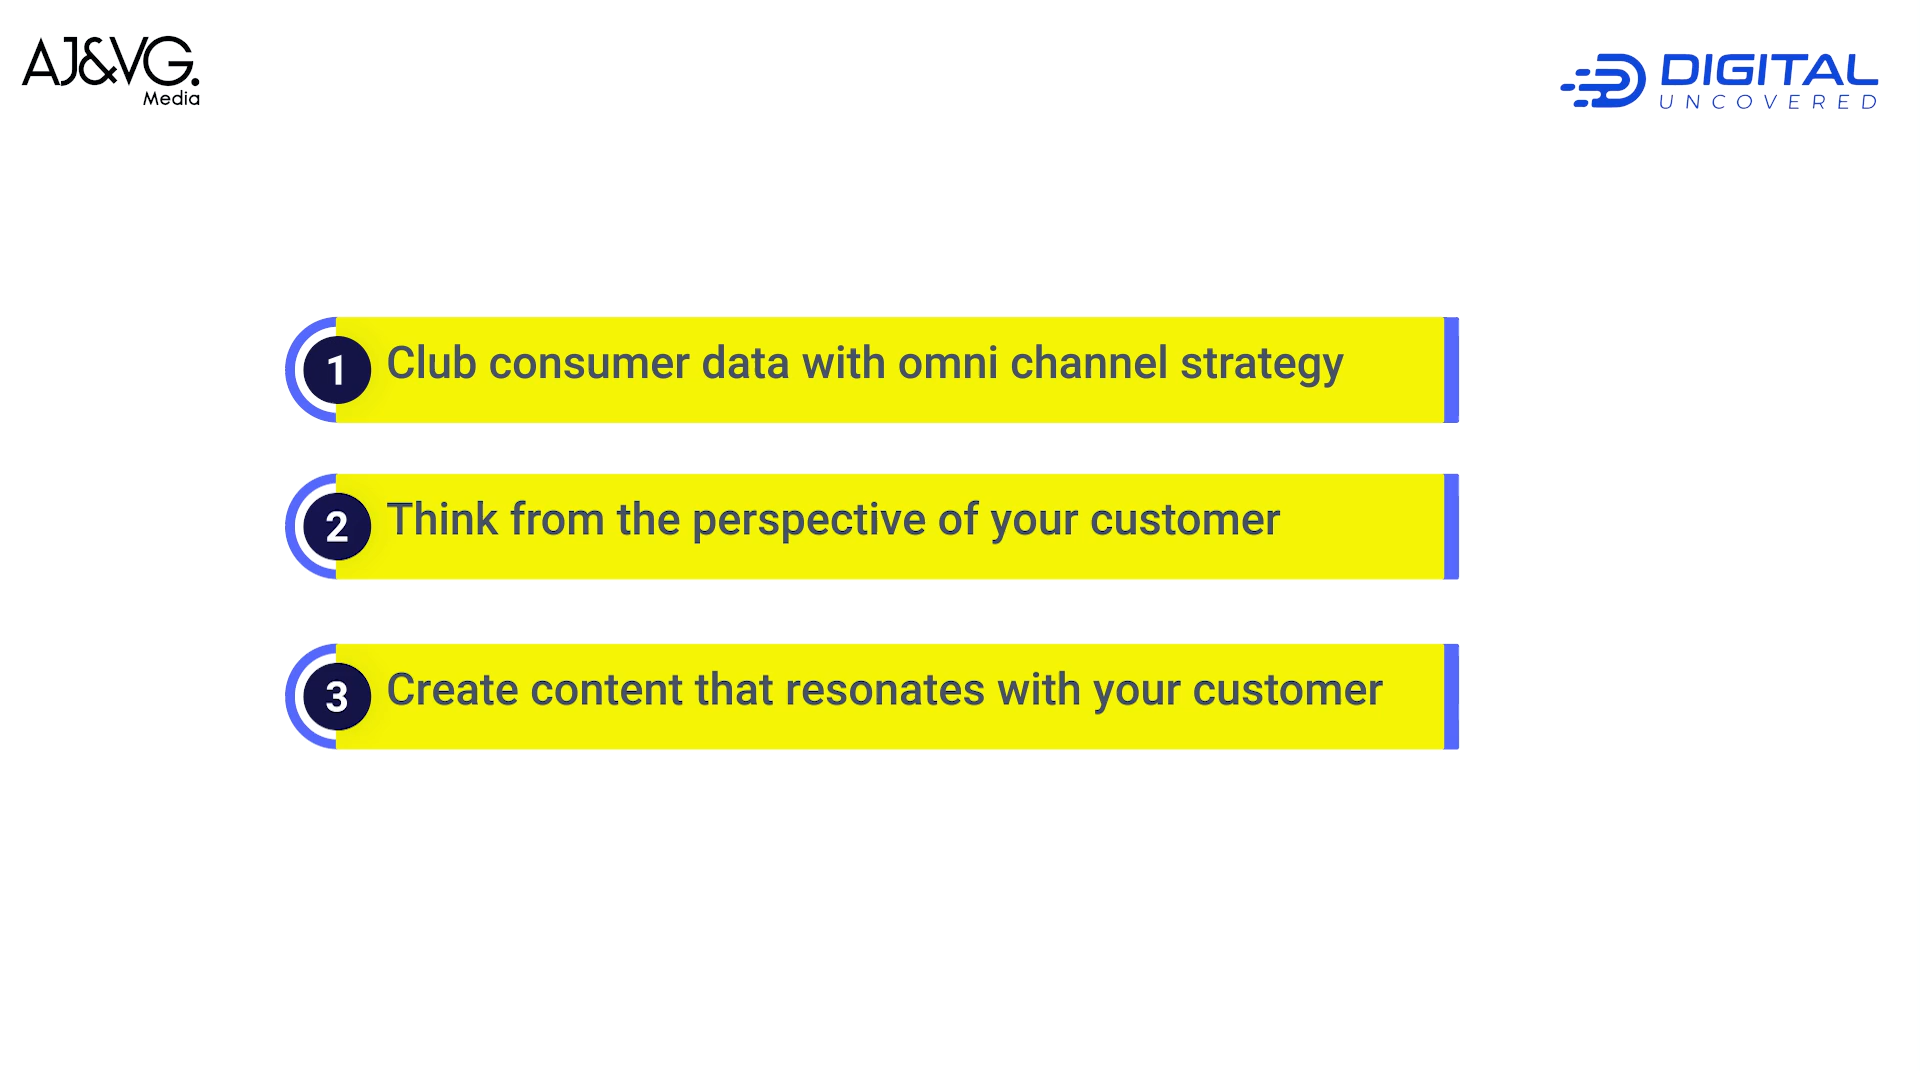 AJ&VG.
Media
DIGITAL
UNCOVERED
1 Club consumer data with omni channel strategy
2 Think from the perspective of your customer
3 Create content that resonates with your customer